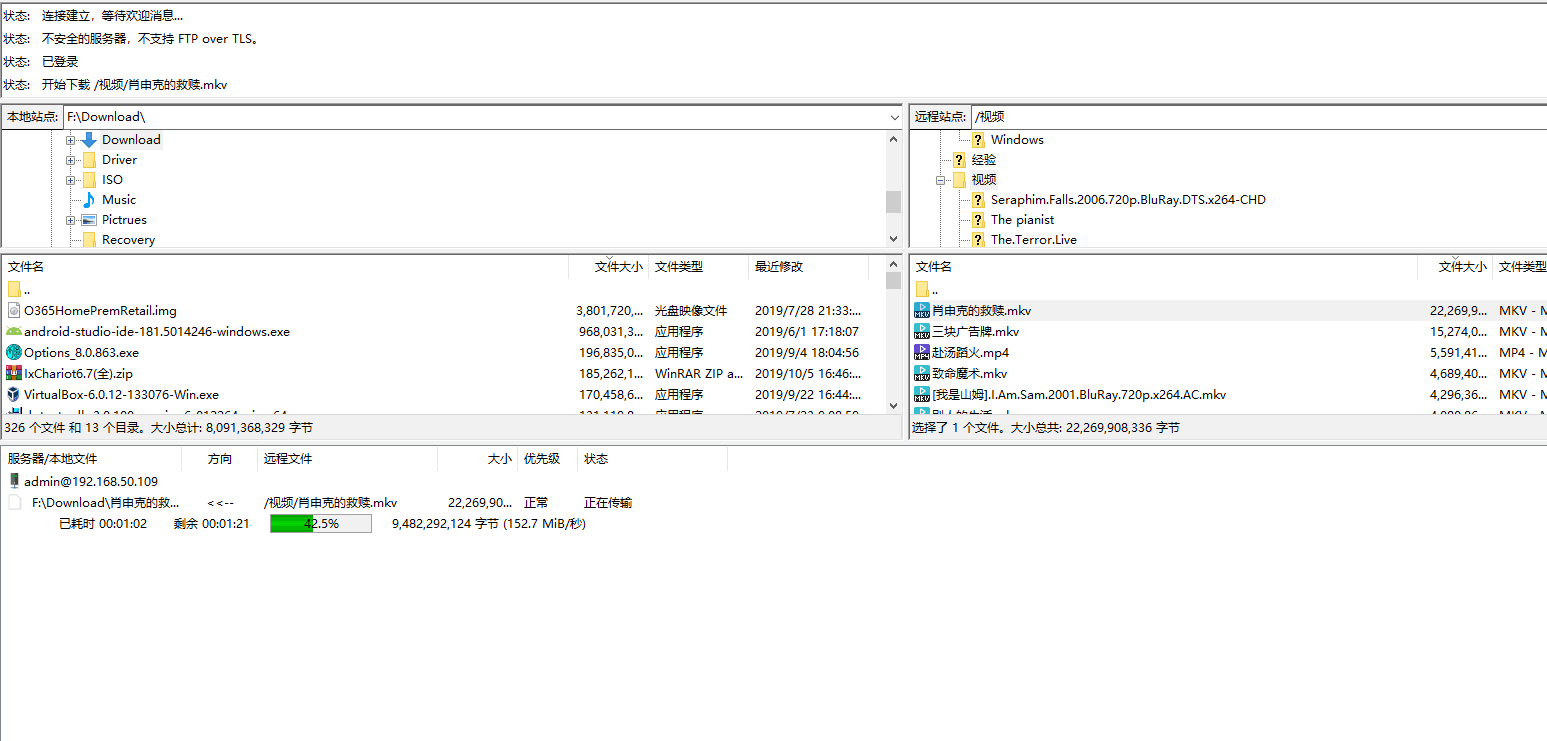 状态: 连接建立，等待欢迎消息...
状态: 不安全的服务器，不支持 FTP over TLS。
状态: 已登录
状态: 开始下载 /视频/肖申克的救赎.mkv
本地站点: F:\Download\
Download
Driver
ISO
Music
Pictrues
Recovery
远程站点: /视频
Windows
经验
视频
Seraphim.Falls.2006.720p.BluRay.DTS.x264-CHD
The pianist
The.Terror.Live
文件名 文件大小 文件类型 最近修改
..
O365HomePremRetail.img 3,801,720,... 光盘映像文件 2019/7/28 21:33:...
android-studio-ide-181.5014246-windows.exe 968,031,3... 应用程序 2019/6/1 17:18:07
Options_8.0.863.exe 196,835,0... 应用程序 2019/9/4 18:04:56
IxChariot6.7(全).zip 185,262,1... WinRAR ZIP a... 2019/10/5 16:46:...
VirtualBox-6.0.12-133076-Win.exe 170,458,6... 应用程序 2019/9/22 16:44:...
326 个文件 和 13 个目录。大小总计: 8,091,368,329 字节
文件名 文件大小 文件类型
..
肖申克的救赎.mkv 22,269,9... MKV - M
三块广告牌.mkv 15,274,0... MKV - M
赴汤蹈火.mp4 5,591,41... MP4 - M
致命魔术.mkv 4,689,40... MKV - M
[我是山姆].I.Am.Sam.2001.BluRay.720p.x264.AC.mkv 4,296,36... MKV - M
选择了 1 个文件。大小总共: 22,269,908,336 字节
服务器/本地文件 方向 远程文件 大小 优先级 状态
admin@192.168.50.109
F:\Download\肖申克的救... <<-- /视频/肖申克的救赎.mkv 22,269,90... 正常 正在传输
已耗时 00:01:02 剩余 00:01:21 42.5% 9,482,292,124 字节 (152.7 MiB/秒)